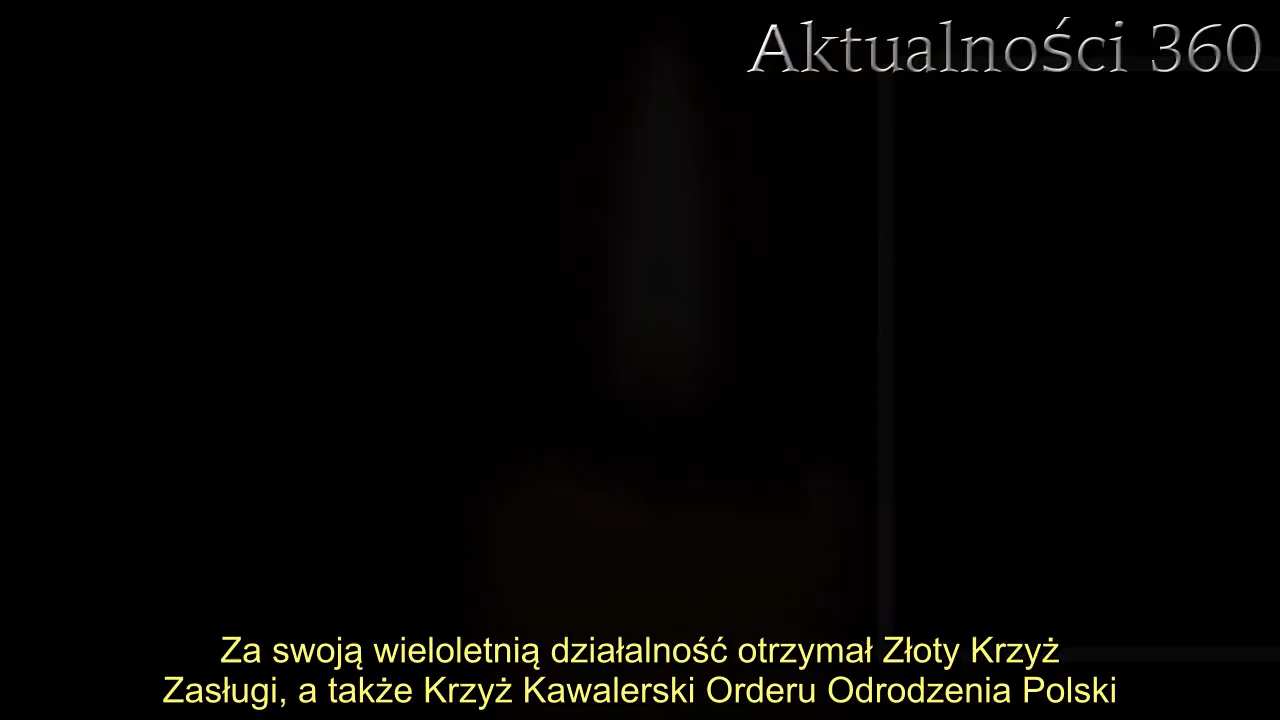 Aktualności 360
Za swoją wieloletnią działalność otrzymał Złoty Krzyż
Zasługi, a także Krzyż Kawalerski Orderu Odrodzenia Polski